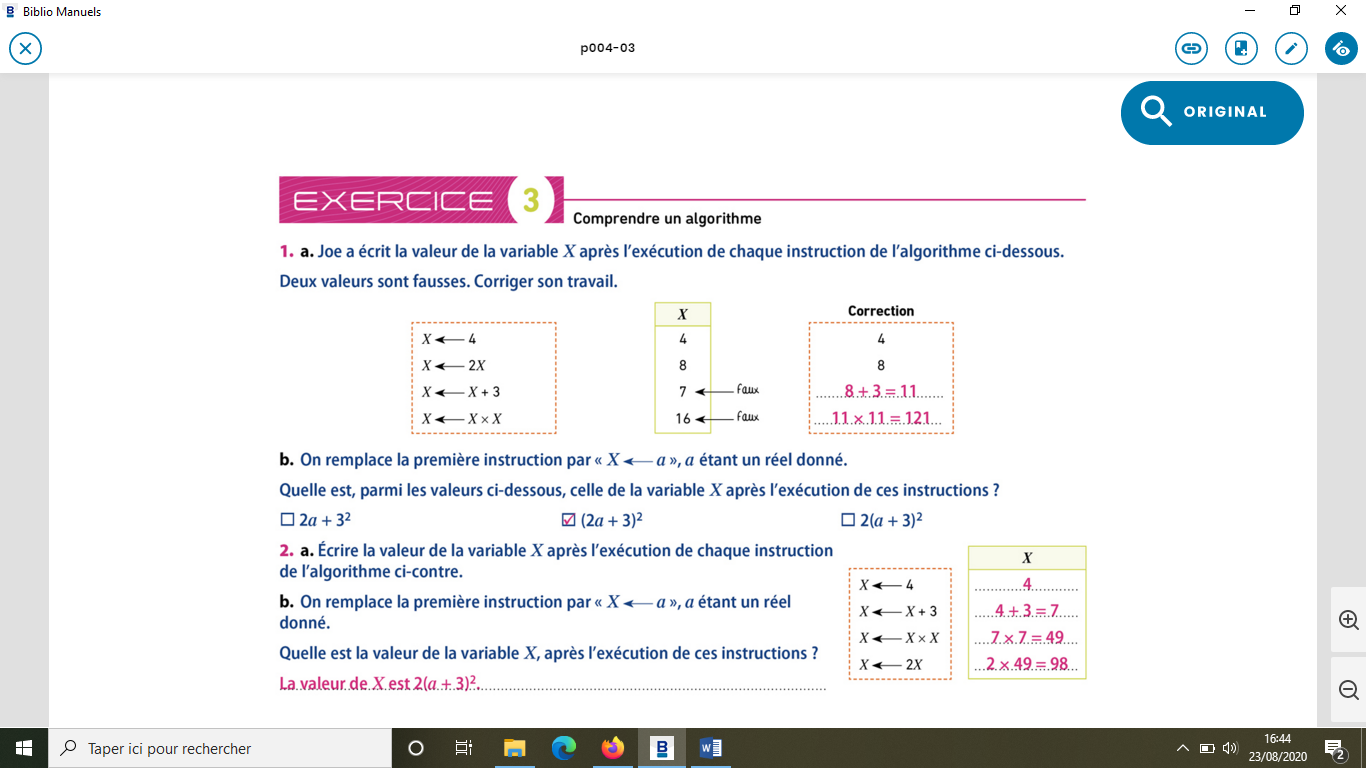 Biblio Manuels
p004-03
ORIGINAL
EXERCICE 3
Comprendre un algorithme
1. a. Joe a écrit la valeur de la variable X après l'exécution de chaque instruction de l'algorithme ci-dessous.
Deux valeurs sont fausses. Corriger son travail.
X Correction
X ← 4 4 4
X ← 2X 8 8
X ← X + 3 7 ← faux 8 + 3 = 11
X ← X × X 16 ← faux 11 × 11 = 121
b. On remplace la première instruction par « X ← a », a étant un réel donné.
Quelle est, parmi les valeurs ci-dessous, celle de la variable X après l'exécution de ces instructions ?
☐ 2a + 3² ☑ (2a + 3)² ☐ 2(a + 3)²
2. a. Écrire la valeur de la variable X après l'exécution de chaque instruction
de l'algorithme ci-contre.
b. On remplace la première instruction par « X ← a », a étant un réel
donné.
Quelle est la valeur de la variable X, après l'exécution de ces instructions ?
La valeur de X est 2(a + 3)².
X
X ← 4 4
X ← X + 3 4 + 3 = 7
X ← X × X 7 × 7 = 49
X ← 2X 2 × 49 = 98
Taper ici pour rechercher
16:44
23/08/2020
2